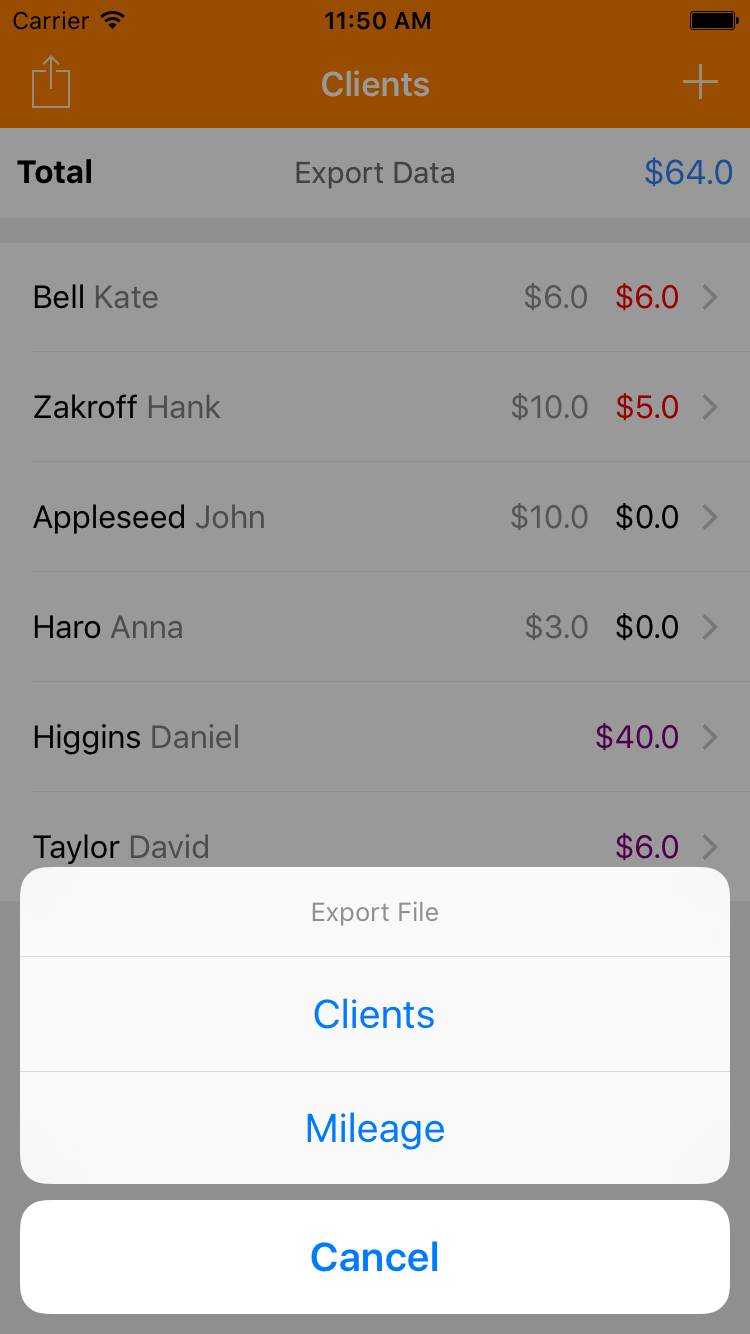 Carrier 11:50 AM
Clients
Total Export Data $64.0
Bell Kate $6.0 $6.0
Zakroff Hank $10.0 $5.0
Appleseed John $10.0 $0.0
Haro Anna $3.0 $0.0
Higgins Daniel $40.0
Taylor David $6.0
Export File
Clients
Mileage
Cancel